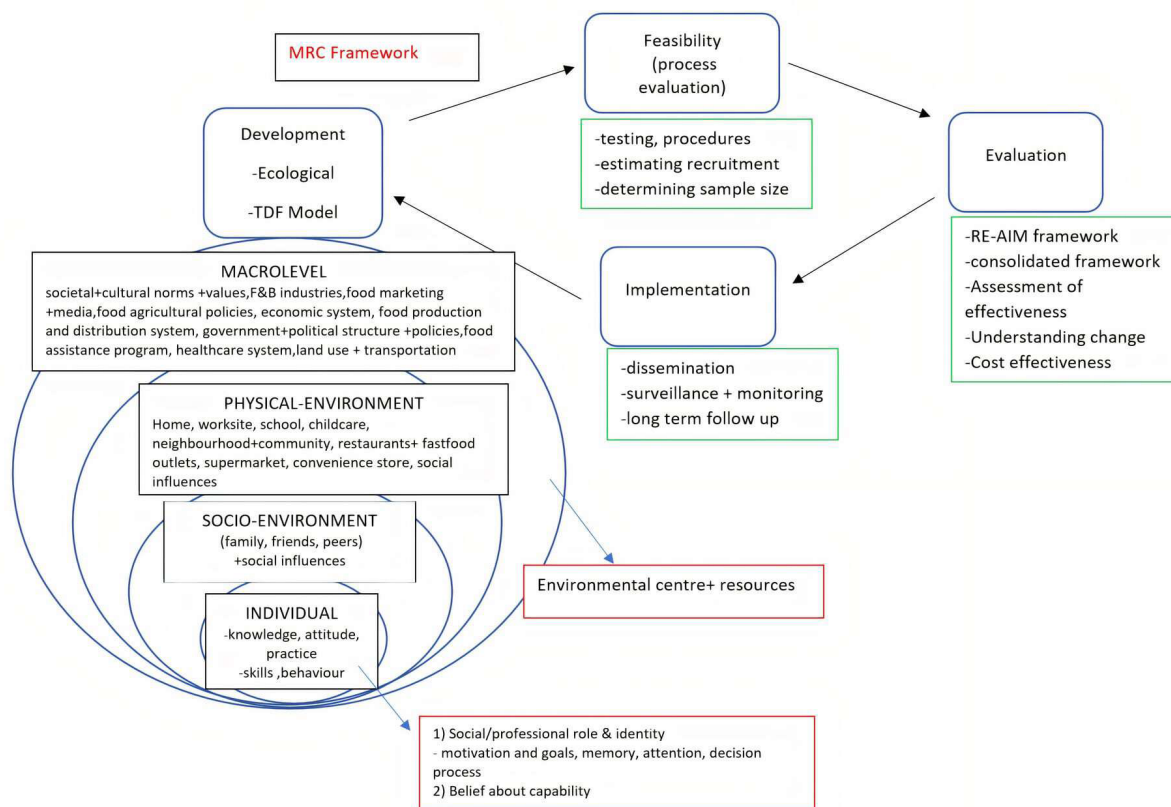 MRC Framework
Feasibility
(process
evaluation)
-testing, procedures
-estimating recruitment
-determining sample size
Development
-Ecological
-TDF Model
Evaluation
-RE-AIM framework
-consolidated framework
-Assessment of
effectiveness
-Understanding change
-Cost effectiveness
Implementation
-dissemination
-surveillance + monitoring
-long term follow up
MACROLEVEL
societal+cultural norms +values,F&B industries,food marketing
+media,food agricultural policies, economic system, food production
and distribution system, government+political structure +policies,food
assistance program, healthcare system,land use + transportation
PHYSICAL-ENVIRONMENT
Home, worksite, school, childcare,
neighbourhood+community, restaurants+ fastfood
outlets, supermarket, convenience store, social
influences
SOCIO-ENVIRONMENT
(family, friends, peers)
+social influences
Environmental centre+ resources
INDIVIDUAL
-knowledge, attitude,
practice
-skills ,behaviour
1) Social/professional role & identity
- motivation and goals, memory, attention, decision
process
2) Belief about capability